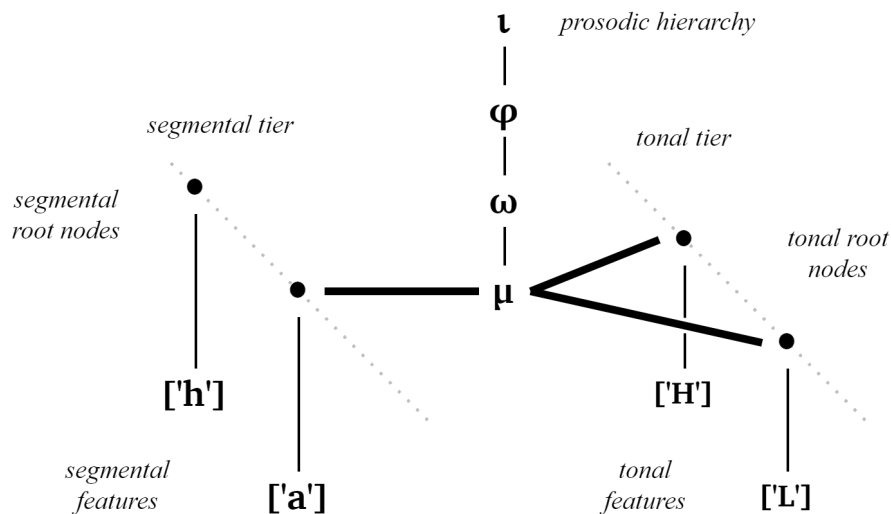 ι
prosodic hierarchy
segmental tier
φ
tonal tier
segmental
root nodes
ω
tonal root
nodes
μ
['h']
['H']
segmental
features
['a']
tonal
features
['L']